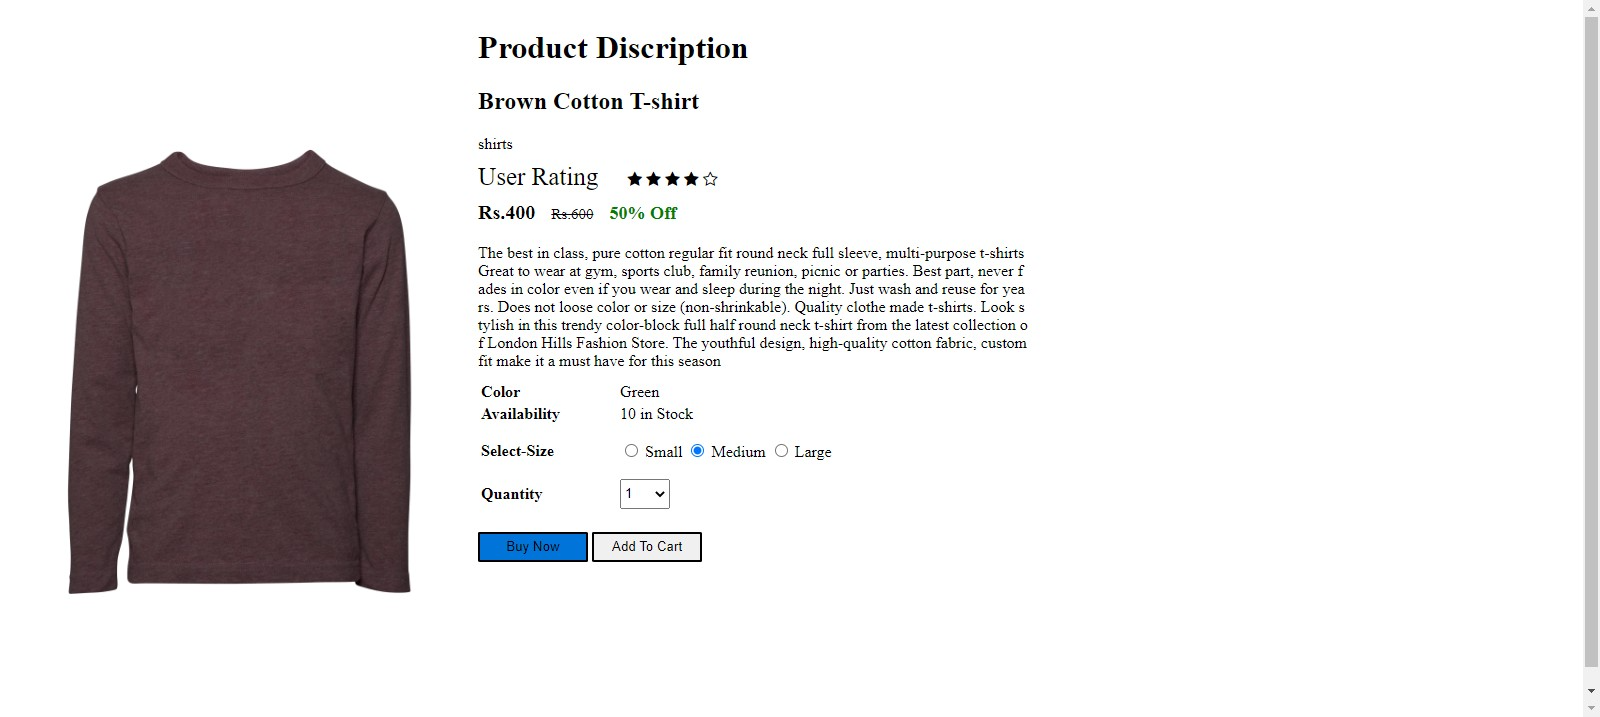 Product Discription
Brown Cotton T-shirt
shirts
User Rating
Rs.400 Rs.600 50% Off
The best in class, pure cotton regular fit round neck full sleeve, multi-purpose t-shirts
Great to wear at gym, sports club, family reunion, picnic or parties. Best part, never f
ades in color even if you wear and sleep during the night. Just wash and reuse for yea
rs. Does not loose color or size (non-shrinkable). Quality clothe made t-shirts. Look s
tylish in this trendy color-block full half round neck t-shirt from the latest collection o
f London Hills Fashion Store. The youthful design, high-quality cotton fabric, custom
fit make it a must have for this season
Color Green
Availability 10 in Stock
Select-Size Small Medium Large
Quantity 1
Buy Now Add To Cart